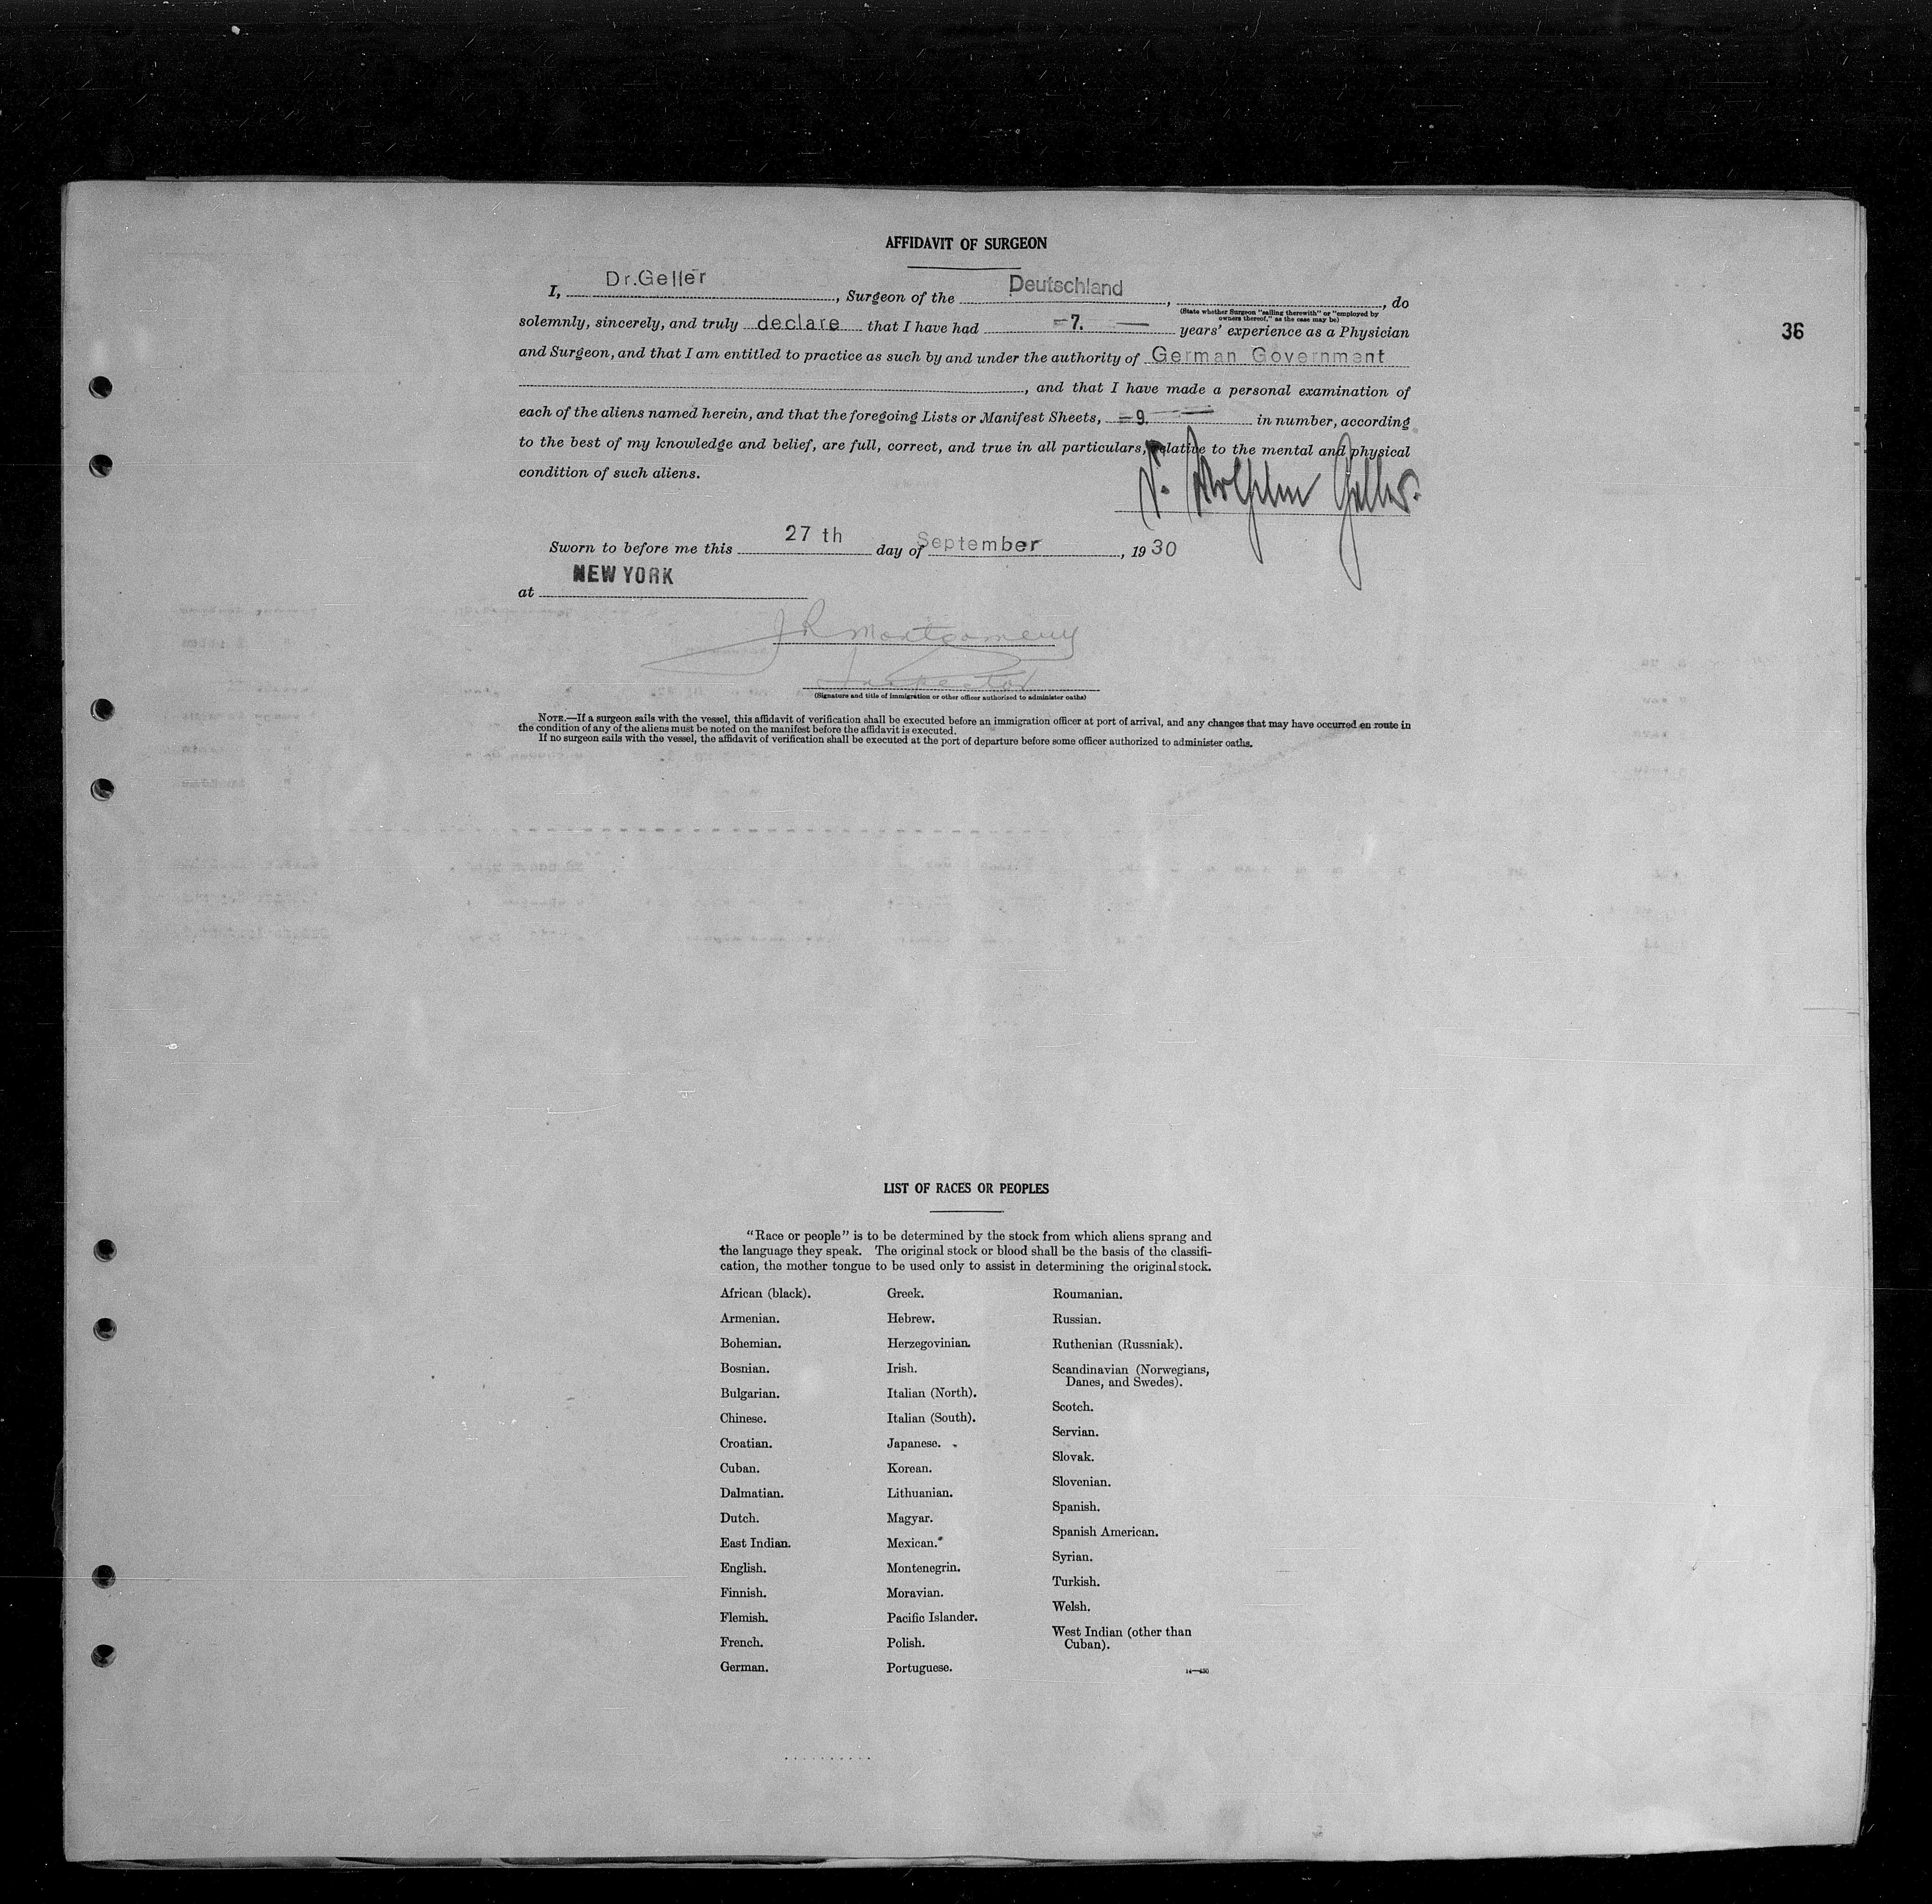 AFFIDAVIT OF SURGEON
I, Dr.Geller, Surgeon of the Deutschland, , do
(State whether Surgeon "sailing therewith" or "employed by
owners thereof," as the case may be)
solemnly, sincerely, and truly declare that I have had -7. — years' experience as a Physician
36
and Surgeon, and that I am entitled to practice as such by and under the authority of German Government
, and that I have made a personal examination of
each of the aliens named herein, and that the foregoing Lists or Manifest Sheets, -9. — in number, according
to the best of my knowledge and belief, are full, correct, and true in all particulars, relative to the mental and physical
condition of such aliens.
Geller.
Sworn to before me this 27 th day of September, 1930
at NEW YORK
J R Montgomery
Inspector
(Signature and title of immigration or other officer authorized to administer oaths)
NOTE.—If a surgeon sails with the vessel, this affidavit of verification shall be executed before an immigration officer at port of arrival, and any changes that may have occurred en route in
the condition of any of the aliens must be noted on the manifest before the affidavit is executed.
If no surgeon sails with the vessel, the affidavit of verification shall be executed at the port of departure before some officer authorized to administer oaths.
LIST OF RACES OR PEOPLES
"Race or people" is to be determined by the stock from which aliens sprang and
the language they speak. The original stock or blood shall be the basis of the classifi-
cation, the mother tongue to be used only to assist in determining the original stock.
African (black).
Armenian.
Bohemian.
Bosnian.
Bulgarian.
Chinese.
Croatian.
Cuban.
Dalmatian.
Dutch.
East Indian.
English.
Finnish.
Flemish.
French.
German.
Greek.
Hebrew.
Herzegovinian.
Irish.
Italian (North).
Italian (South).
Japanese.
Korean.
Lithuanian.
Magyar.
Mexican.
Montenegrin.
Moravian.
Pacific Islander.
Polish.
Portuguese.
Roumanian.
Russian.
Ruthenian (Russniak).
Scandinavian (Norwegians,
Danes, and Swedes).
Scotch.
Servian.
Slovak.
Slovenian.
Spanish.
Spanish American.
Syrian.
Turkish.
Welsh.
West Indian (other than
Cuban).
14—430